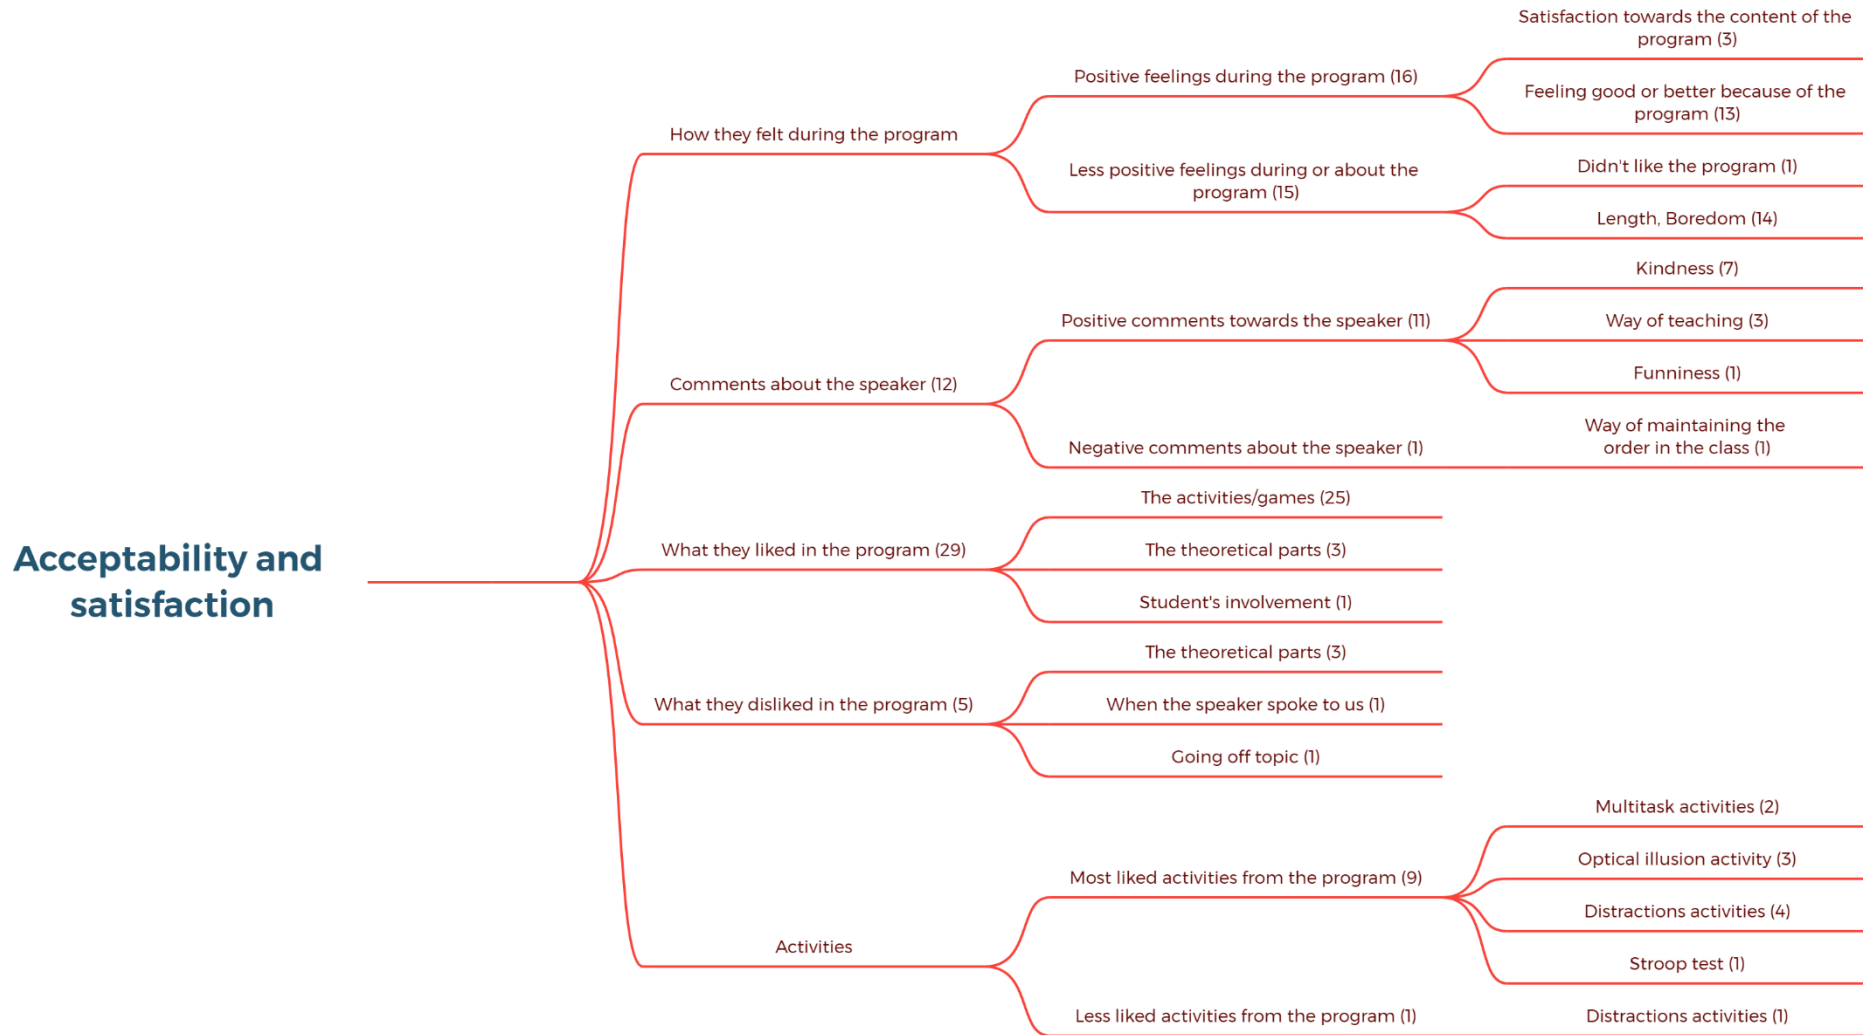 Acceptability and
satisfaction
How they felt during the program
Positive feelings during the program (16)
Satisfaction towards the content of the
program (3)
Feeling good or better because of the
program (13)
Less positive feelings during or about the
program (15)
Didn't like the program (1)
Length, Boredom (14)
Comments about the speaker (12)
Positive comments towards the speaker (11)
Kindness (7)
Way of teaching (3)
Funniness (1)
Negative comments about the speaker (1)
Way of maintaining the
order in the class (1)
What they liked in the program (29)
The activities/games (25)
The theoretical parts (3)
Student's involvement (1)
What they disliked in the program (5)
The theoretical parts (3)
When the speaker spoke to us (1)
Going off topic (1)
Activities
Most liked activities from the program (9)
Multitask activities (2)
Optical illusion activity (3)
Distractions activities (4)
Stroop test (1)
Less liked activities from the program (1)
Distractions activities (1)